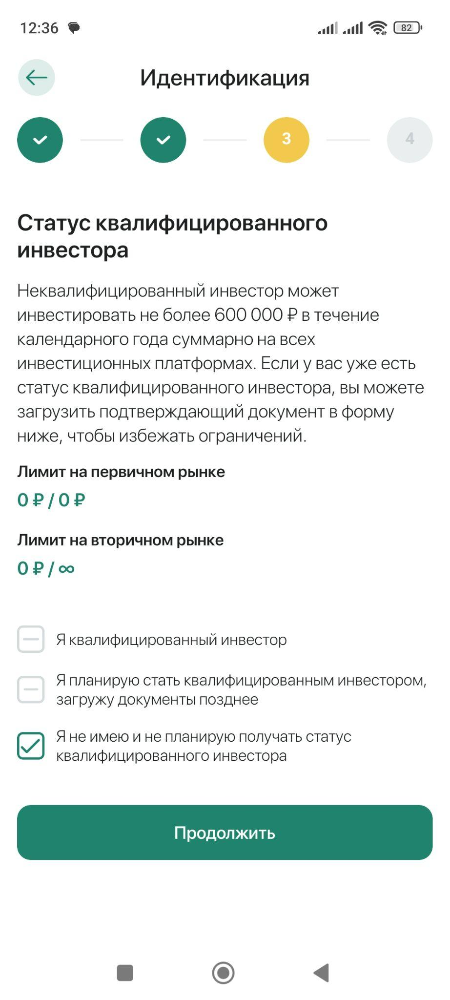 12:36
82
Идентификация
3
4
Статус квалифицированного
инвестора
Неквалифицированный инвестор может
инвестировать не более 600 000 ₽ в течение
календарного года суммарно на всех
инвестиционных платформах. Если у вас уже есть
статус квалифицированного инвестора, вы можете
загрузить подтверждающий документ в форму
ниже, чтобы избежать ограничений.
Лимит на первичном рынке
0 ₽ / 0 ₽
Лимит на вторичном рынке
0 ₽ / ∞
Я квалифицированный инвестор
Я планирую стать квалифицированным инвестором,
загружу документы позднее
Я не имею и не планирую получать статус
квалифицированного инвестора
Продолжить